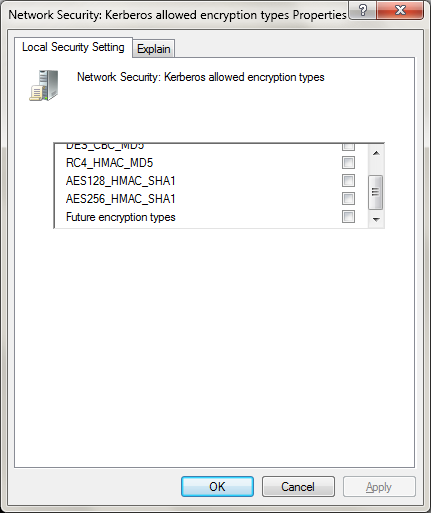 Network Security: Kerberos allowed encryption types Properties
?
Local Security Setting
Explain
Network Security: Kerberos allowed encryption types
DES_CBC_MD5
RC4_HMAC_MD5
AES128_HMAC_SHA1
AES256_HMAC_SHA1
Future encryption types
OK
Cancel
Apply